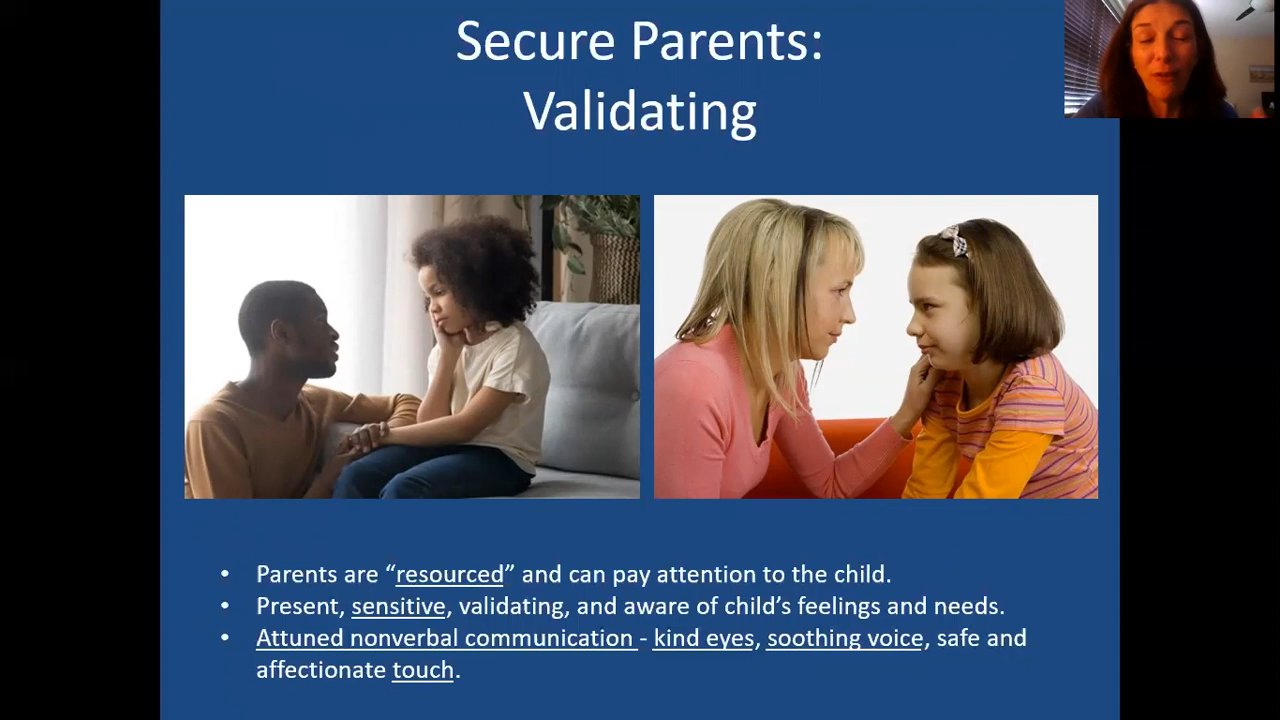 Secure Parents:
Validating
• Parents are “resourced” and can pay attention to the child.
• Present, sensitive, validating, and aware of child’s feelings and needs.
• Attuned nonverbal communication - kind eyes, soothing voice, safe and
affectionate touch.